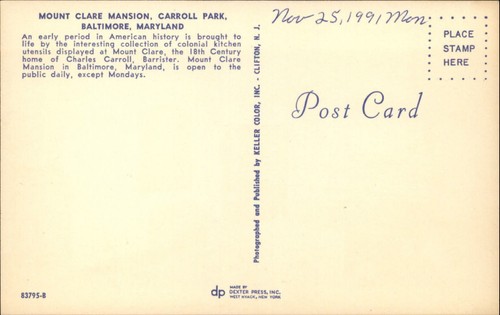 MOUNT CLARE MANSION, CARROLL PARK,
BALTIMORE, MARYLAND
An early period in American history is brought to
life by the interesting collection of colonial kitchen
utensils displayed at Mount Clare, the 18th Century
home of Charles Carroll, Barrister. Mount Clare
Mansion in Baltimore, Maryland, is open to the
public daily, except Mondays.
Nov 25, 1991 Mon.
PLACE
STAMP
HERE
Post Card
Photographed and Published by KELLER COLOR, INC. - CLIFTON, N. J.
83795-B
dp
MADE BY
DEXTER PRESS, INC.
WEST NYACK, NEW YORK